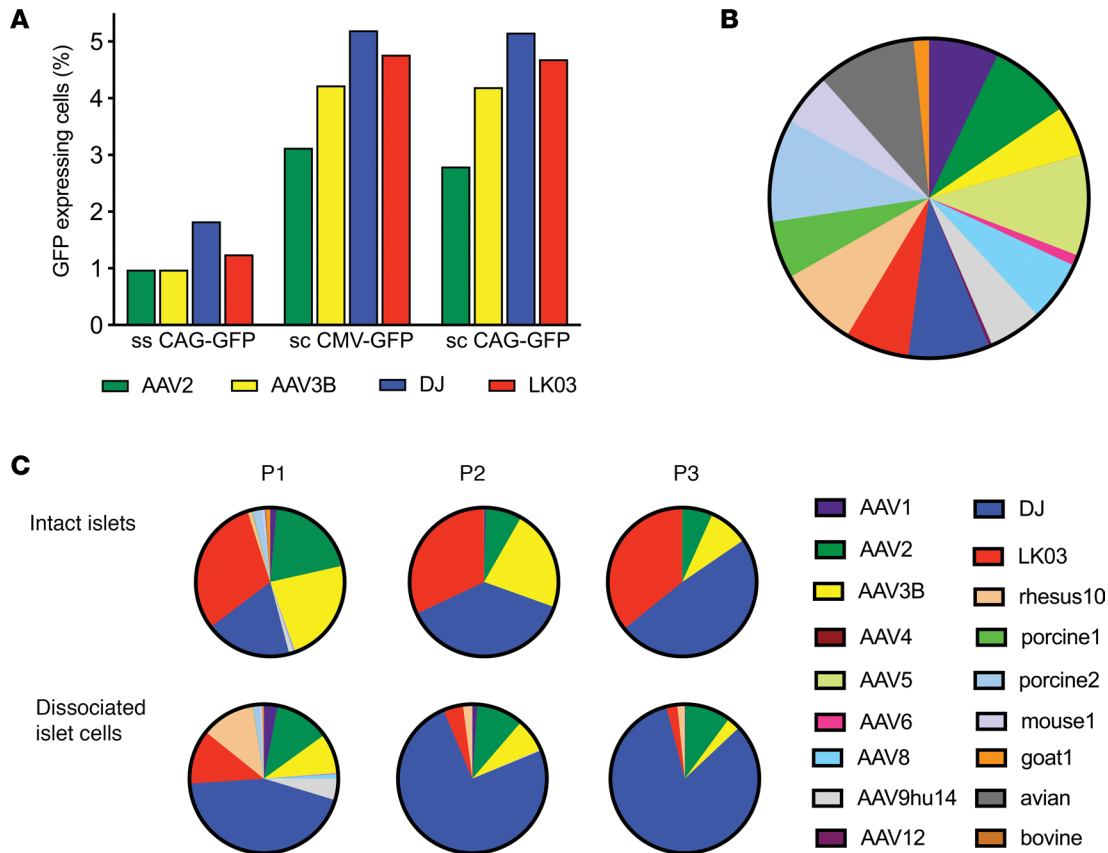 A
GFP expressing cells (%)
5
4
3
2
1
0
ss CAG-GFP sc CMV-GFP sc CAG-GFP
AAV2 AAV3B DJ LK03
B
C
P1 P2 P3
Intact islets
Dissociated
islet cells
AAV1 DJ
AAV2 LK03
AAV3B rhesus10
AAV4 porcine1
AAV5 porcine2
AAV6 mouse1
AAV8 goat1
AAV9hu14 avian
AAV12 bovine